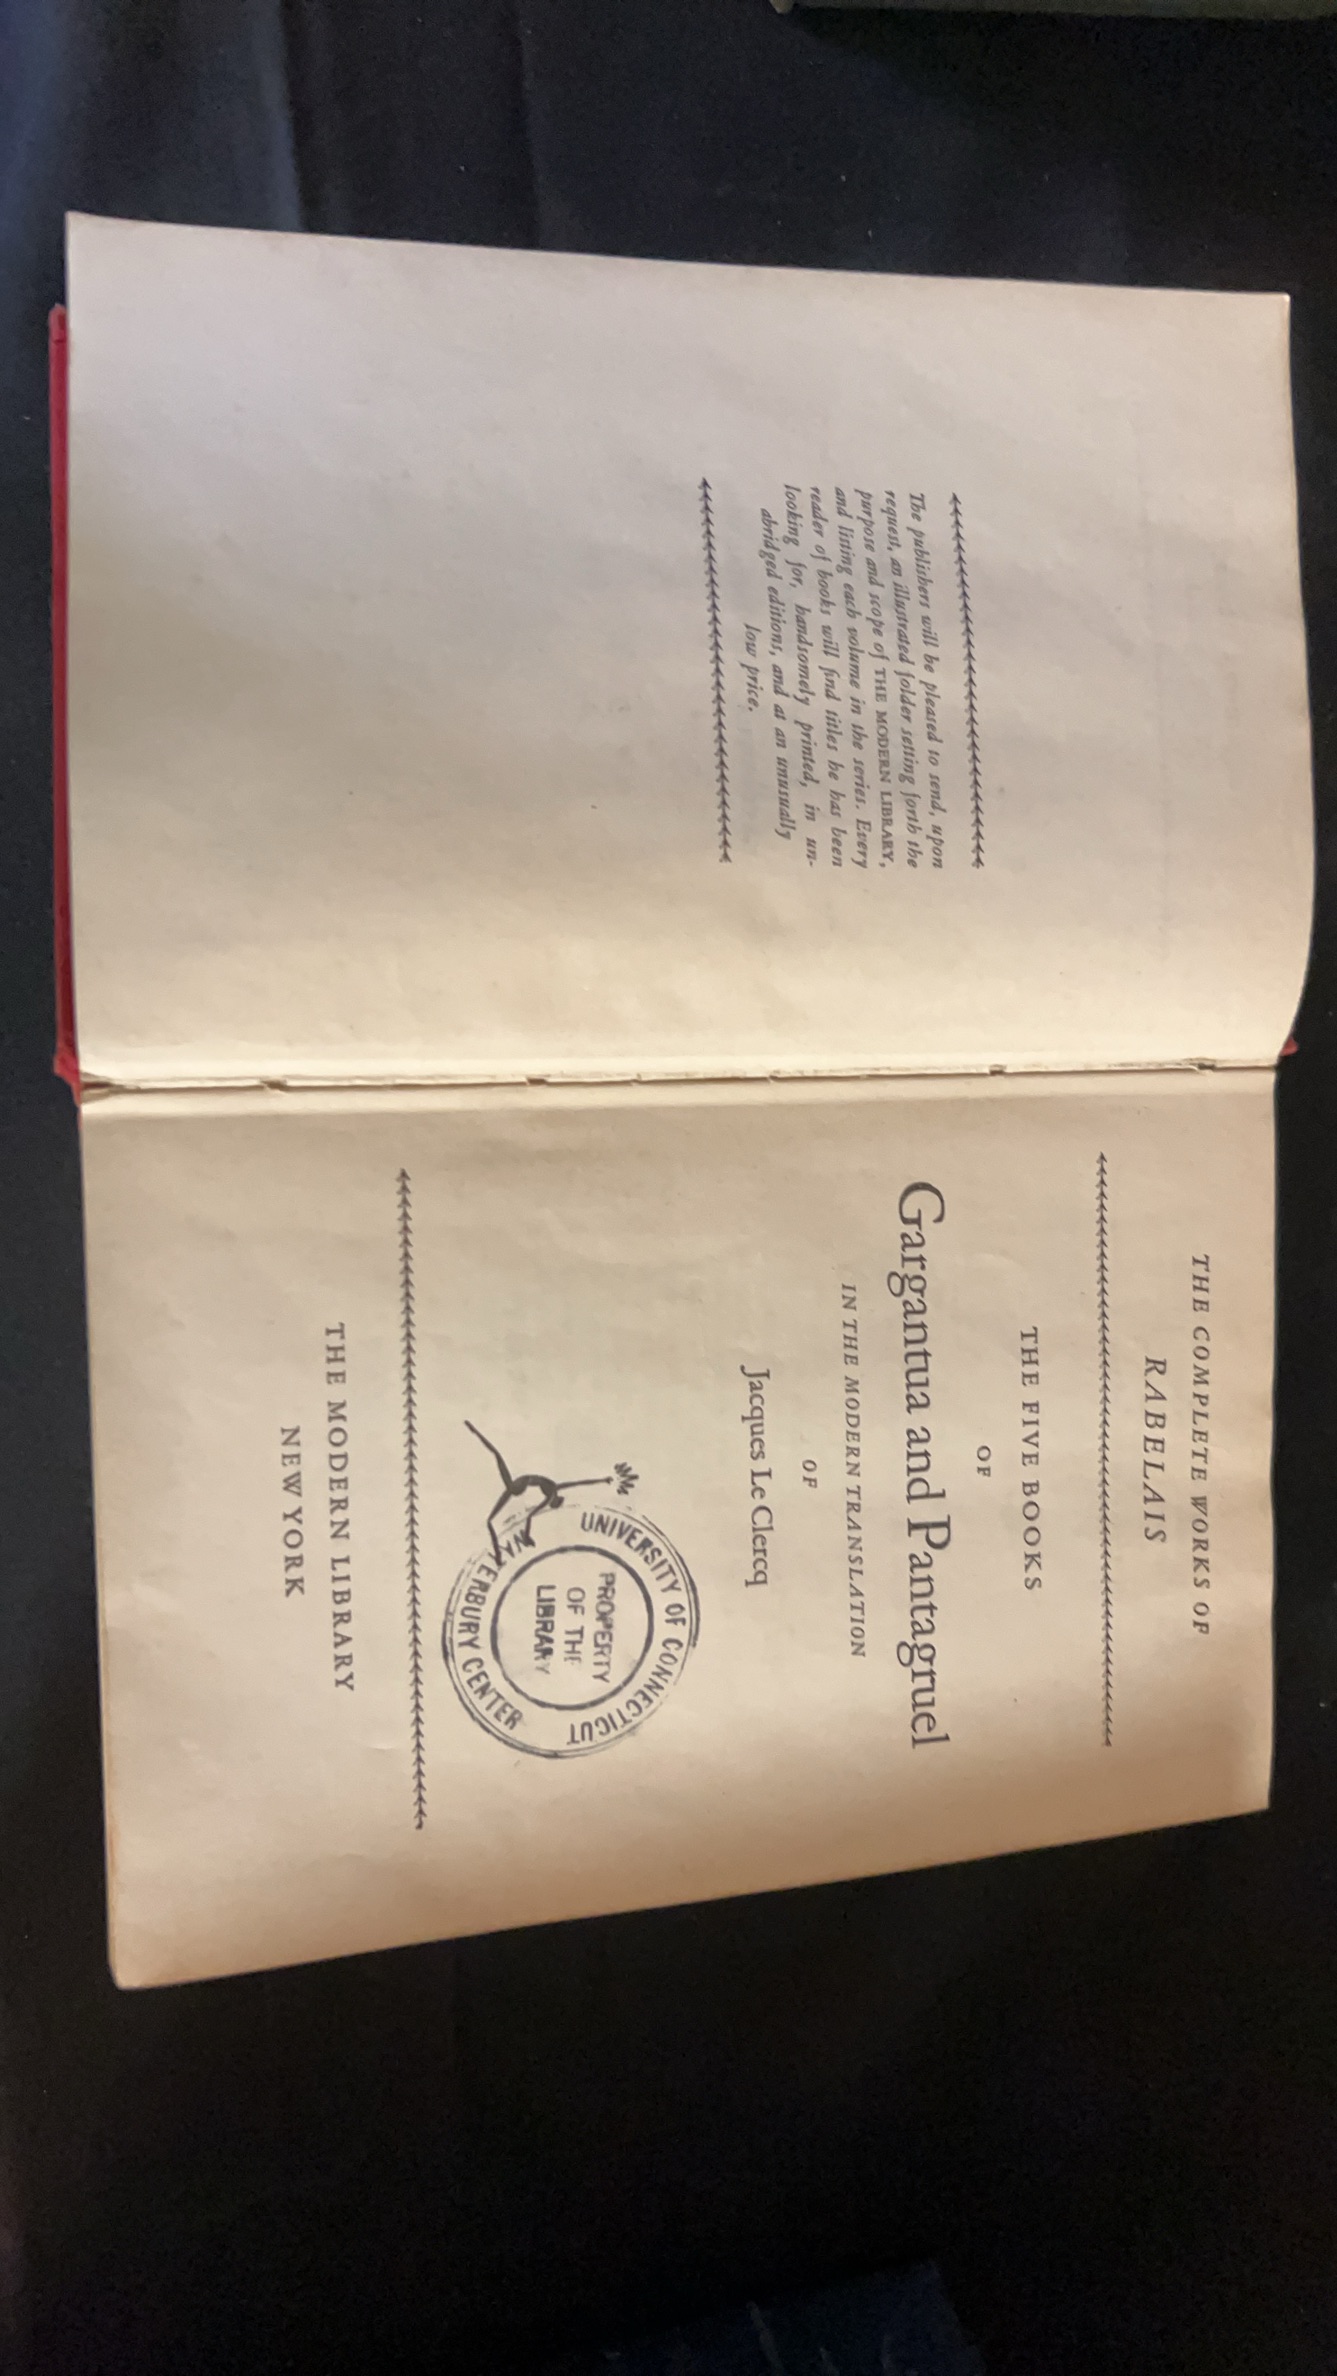 The publishers will be pleased to send, upon
request, an illustrated folder setting forth the
purpose and scope of THE MODERN LIBRARY,
and listing each volume in the series. Every
reader of books will find titles he has been
looking for, handsomely printed, in un-
abridged editions, and at an unusually
low price.
THE COMPLETE WORKS OF
RABELAIS
THE FIVE BOOKS
OF
Gargantua and Pantagruel
IN THE MODERN TRANSLATION
OF
Jacques Le Clercq
UNIVERSITY OF CONNECTICUT
PROPERTY
OF THE
LIBRARY
WATERBURY CENTER
THE MODERN LIBRARY
NEW YORK